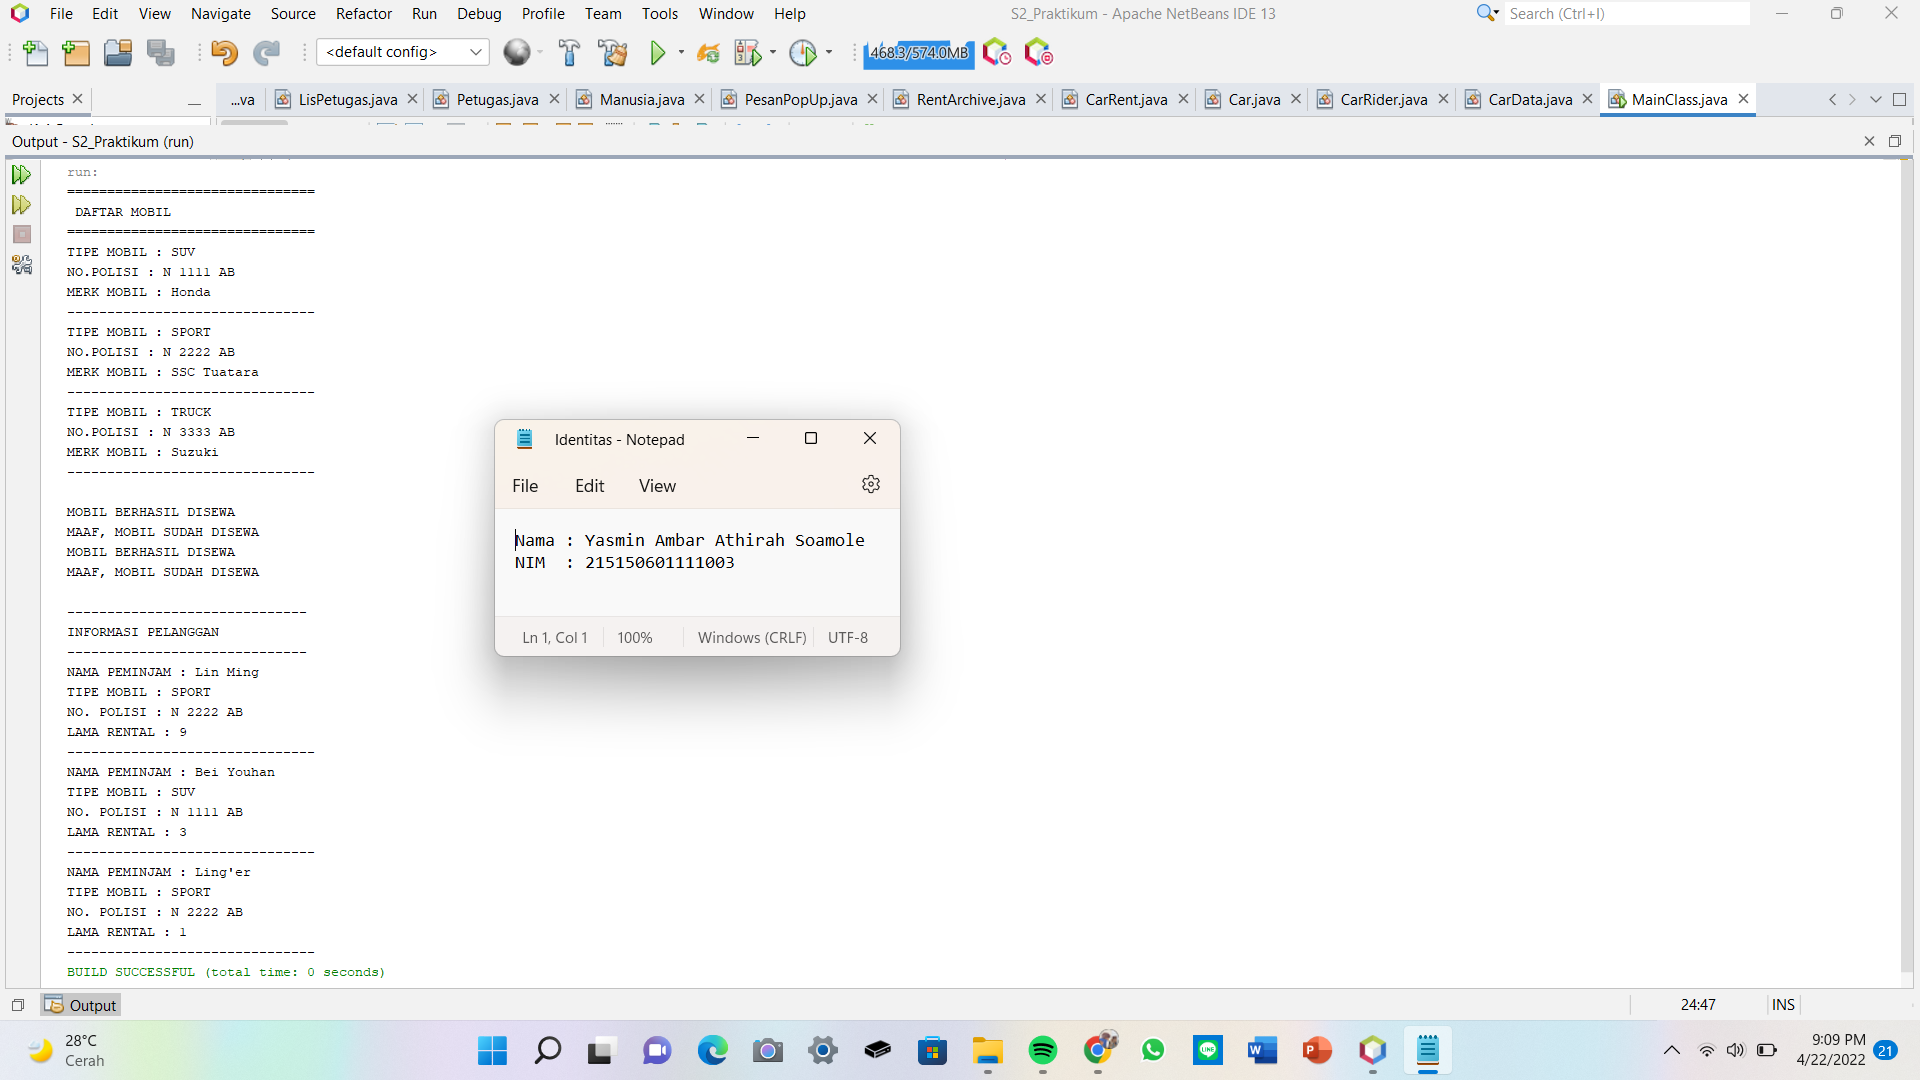 File Edit View Navigate Source Refactor Run Debug Profile Team Tools Window Help
S2_Praktikum - Apache NetBeans IDE 13
Search (Ctrl+I)
<default config>
468.3/574.0MB
Projects
...va LisPetugas.java Petugas.java Manusia.java PesanPopUp.java RentArchive.java CarRent.java Car.java CarRider.java CarData.java MainClass.java
Output - S2_Praktikum (run)
run:
===============================
DAFTAR MOBIL
===============================
TIPE MOBIL : SUV
NO.POLISI : N 1111 AB
MERK MOBIL : Honda
-------------------------------
TIPE MOBIL : SPORT
NO.POLISI : N 2222 AB
MERK MOBIL : SSC Tuatara
-------------------------------
TIPE MOBIL : TRUCK
NO.POLISI : N 3333 AB
MERK MOBIL : Suzuki
-------------------------------
MOBIL BERHASIL DISEWA
MAAF, MOBIL SUDAH DISEWA
MOBIL BERHASIL DISEWA
MAAF, MOBIL SUDAH DISEWA
------------------------------
INFORMASI PELANGGAN
------------------------------
NAMA PEMINJAM : Lin Ming
TIPE MOBIL : SPORT
NO. POLISI : N 2222 AB
LAMA RENTAL : 9
-------------------------------
NAMA PEMINJAM : Bei Youhan
TIPE MOBIL : SUV
NO. POLISI : N 1111 AB
LAMA RENTAL : 3
-------------------------------
NAMA PEMINJAM : Ling'er
TIPE MOBIL : SPORT
NO. POLISI : N 2222 AB
LAMA RENTAL : 1
-------------------------------
BUILD SUCCESSFUL (total time: 0 seconds)
Identitas - Notepad
File Edit View
Nama : Yasmin Ambar Athirah Soamole
NIM : 215150601111003
Ln 1, Col 1 100% Windows (CRLF) UTF-8
Output
24:47 INS
28°C
Cerah
9:09 PM
4/22/2022
21